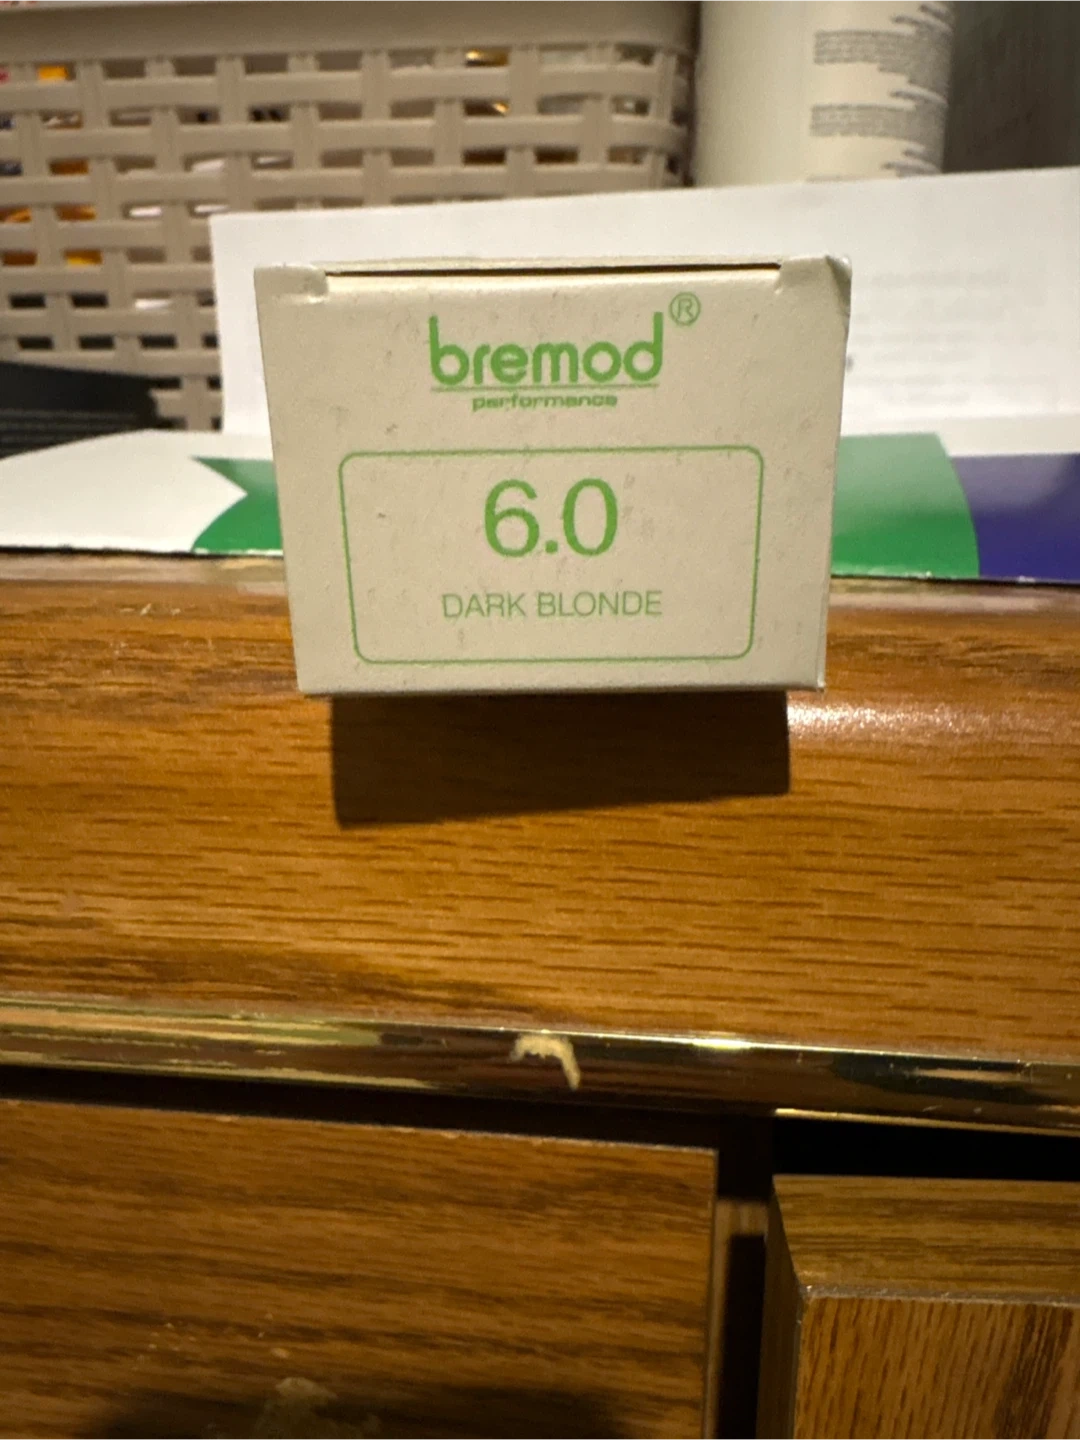 bremod®
performance
6.0
DARK BLONDE